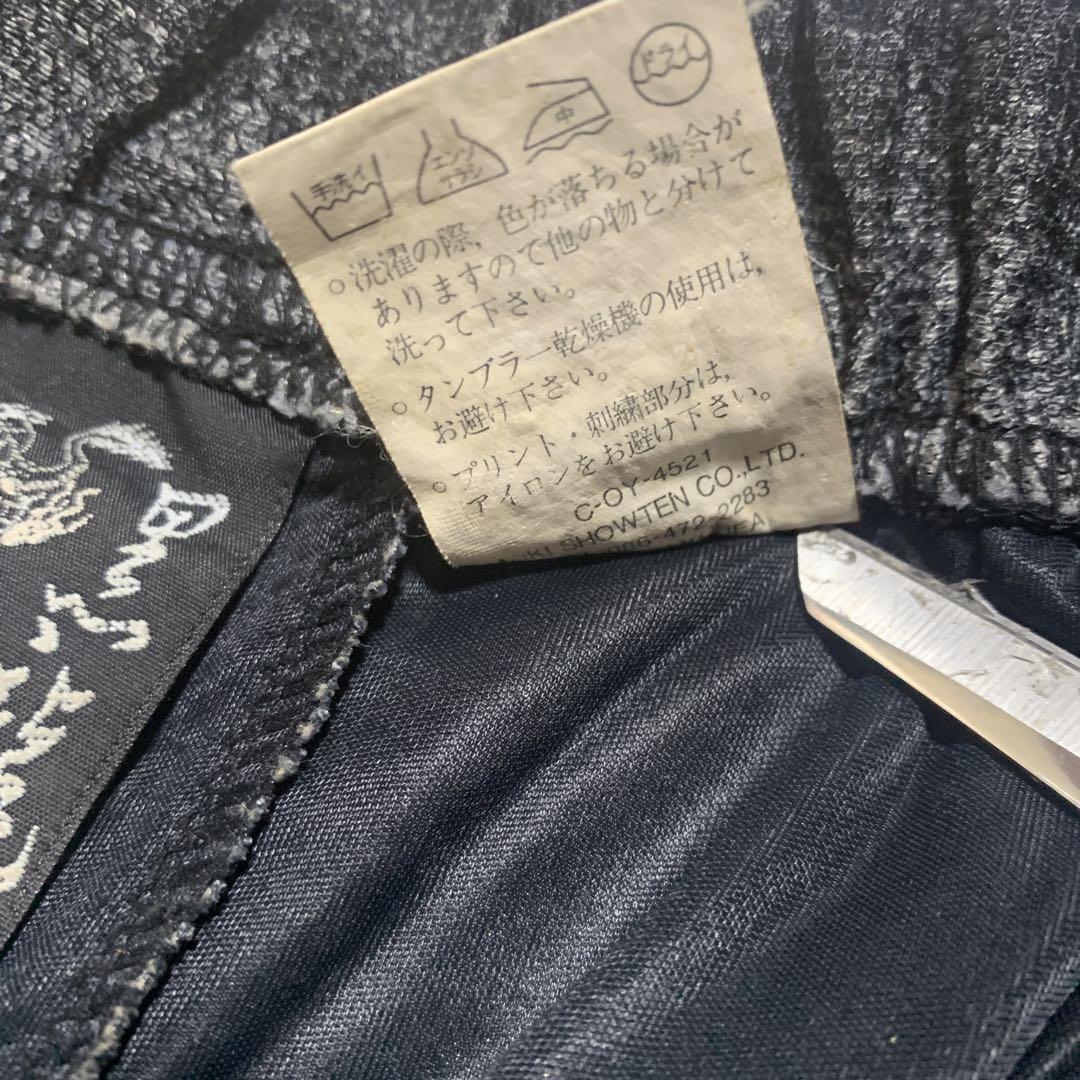 手洗イ
エンソ
サラシ
中
ドライ
○洗濯の際，色が落ちる場合が
ありますので他の物と分けて
洗って下さい。
○タンブラー乾燥機の使用は，
お避け下さい。
○プリント・刺繍部分は，
アイロンをお避け下さい。
C-OY-4521
SHOWTEN CO.,LTD.
472-2283